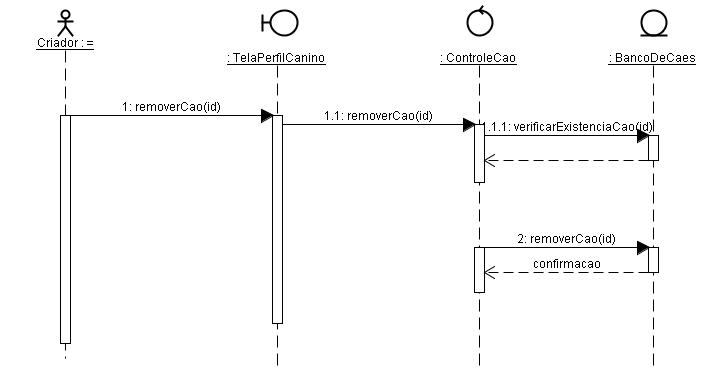 Criador : =
: TelaPerfilCanino
: ControleCao
: BancoDeCaes
1: removerCao(id)
1.1: removerCao(id)
1.1.1: verificarExistenciaCao(id)
2: removerCao(id)
confirmacao